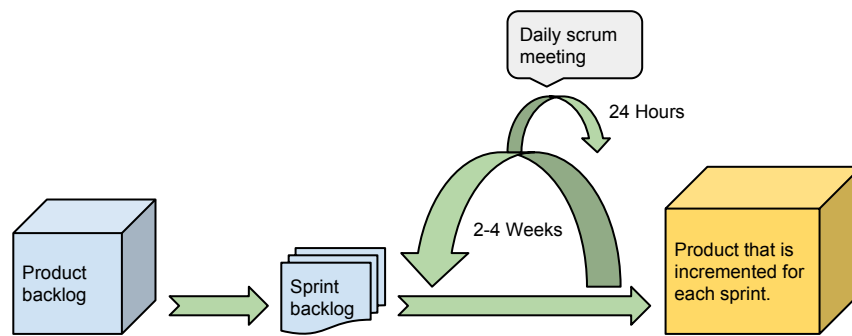 Daily scrum
meeting
24 Hours
2-4 Weeks
Product
backlog
Sprint
backlog
Product that is
incremented for
each sprint.